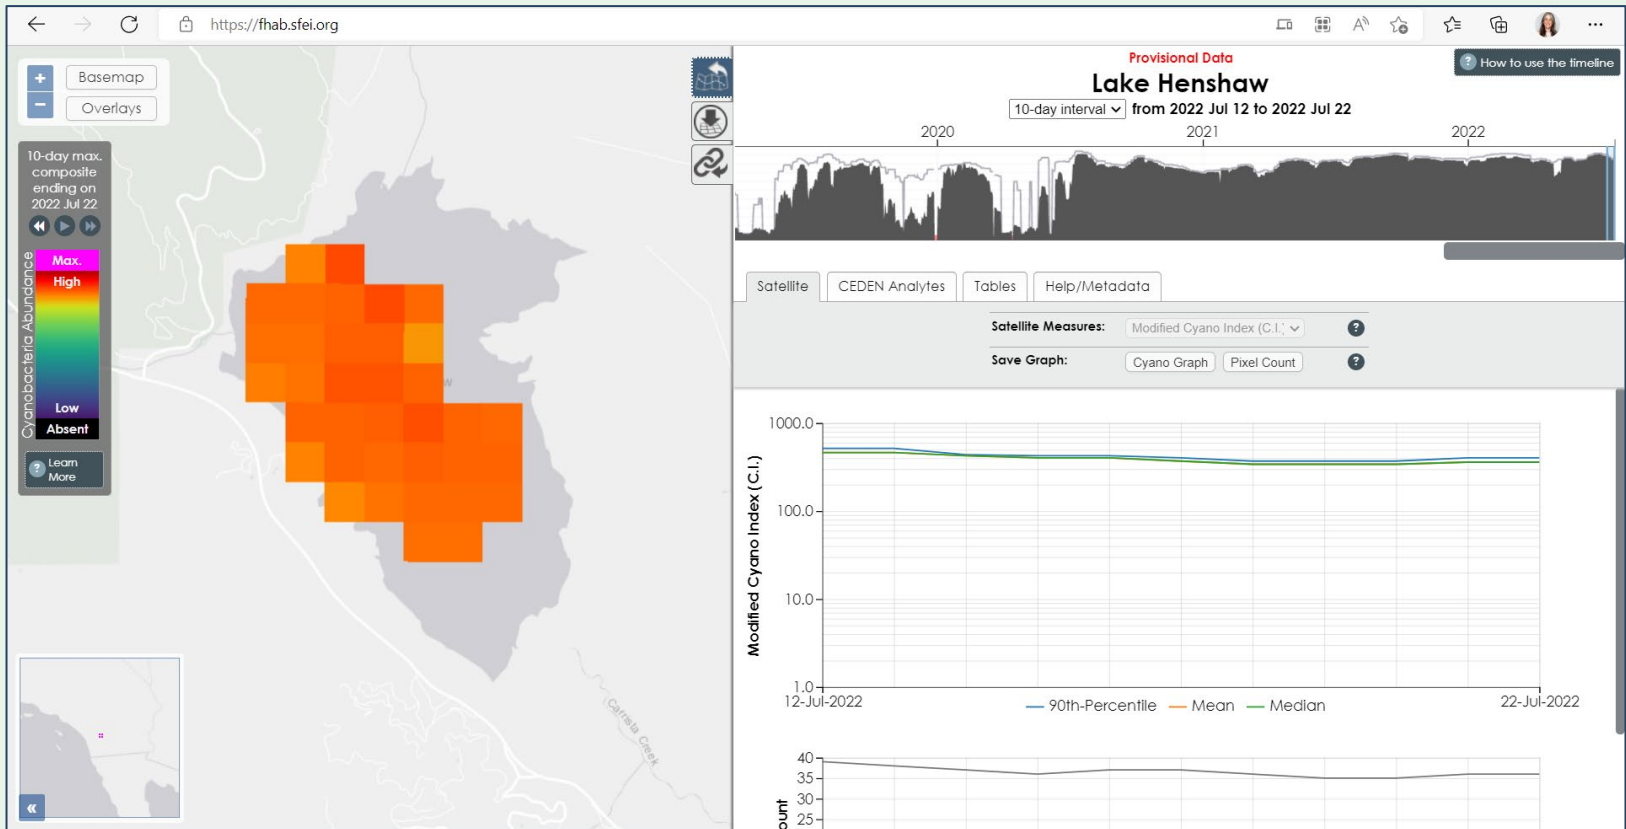 https://fhab.sfei.org
Basemap
Overlays
10-day max.
composite
ending on
2022 Jul 22
Cyanobacteria Abundance
Max.
High
Low
Absent
Learn
More
W
Carrista Creek
Provisional Data
How to use the timeline
Lake Henshaw
10-day interval from 2022 Jul 12 to 2022 Jul 22
2020 2021 2022
Satellite CEDEN Analytes Tables Help/Metadata
Satellite Measures: Modified Cyano Index (C.I.)
Save Graph: Cyano Graph Pixel Count
Modified Cyano Index (C.I.)
1000.0
100.0
10.0
1.0
12-Jul-2022 22-Jul-2022
90th-Percentile Mean Median
40
35
30
25